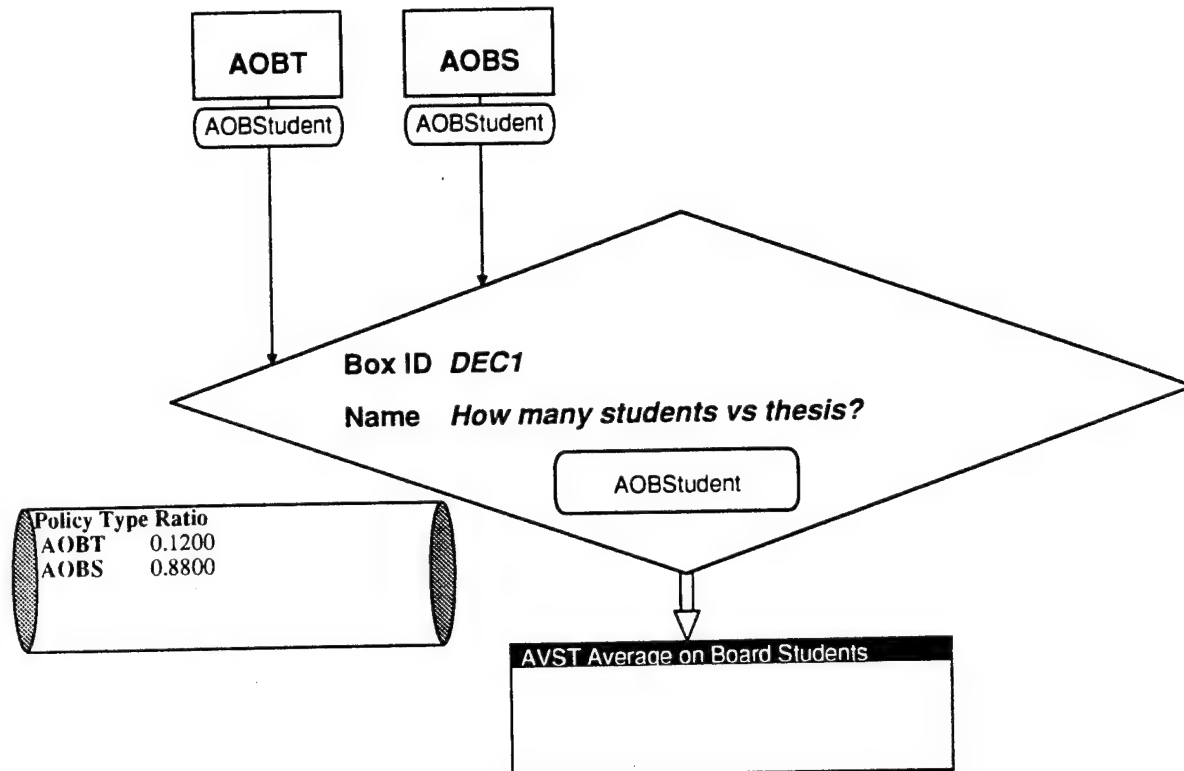 AOBT
AOBS
AOBStudent
AOBStudent
Box ID DEC1
Name How many students vs thesis?
AOBStudent
Policy Type Ratio
AOBT 0.1200
AOBS 0.8800
AVST Average on Board Students